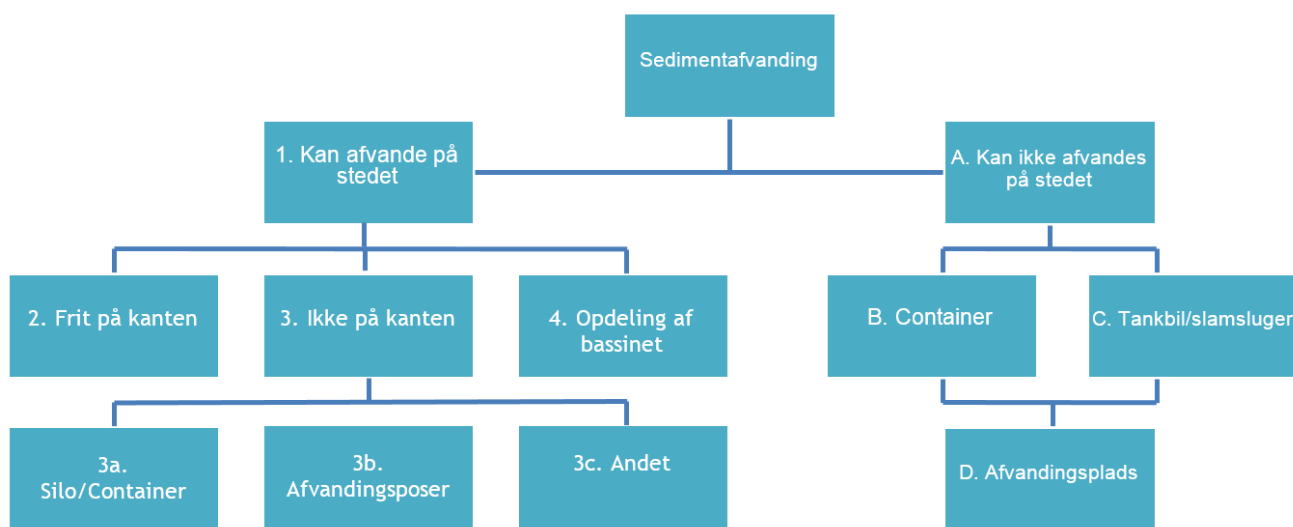 Sedimentafvanding
1. Kan afvande på
stedet
A. Kan ikke afvandes
på stedet
2. Frit på kanten
3. Ikke på kanten
4. Opdeling af
bassinet
B. Container
C. Tankbil/slamsluger
3a.
Silo/Container
3b.
Afvandingsposer
3c. Andet
D. Afvandingsplads